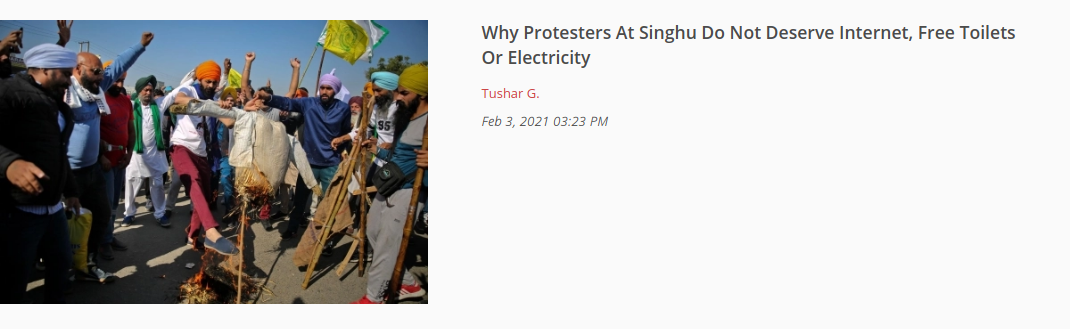 Why Protesters At Singhu Do Not Deserve Internet, Free Toilets
Or Electricity
Tushar G.
Feb 3, 2021 03:23 PM
95